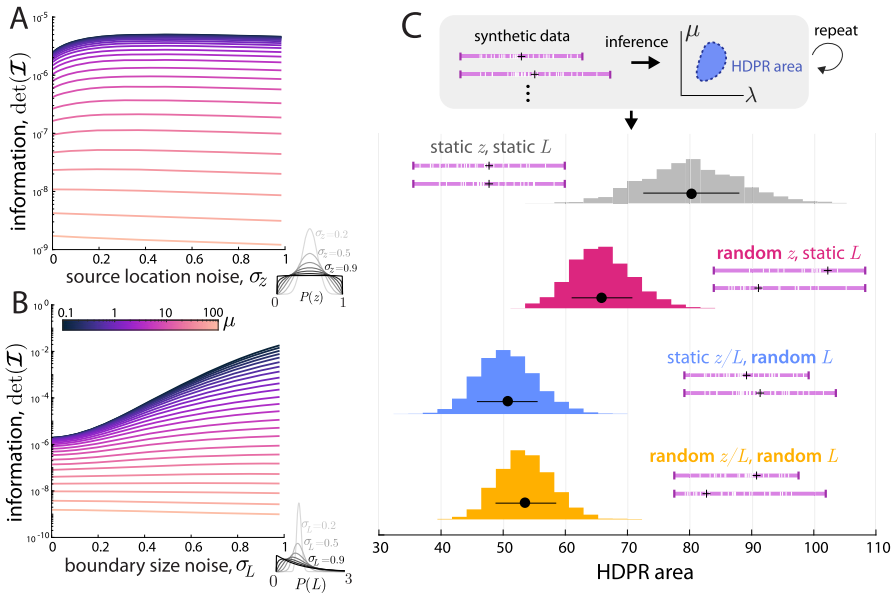 A
information, det(𝓘)
10⁻⁵
10⁻⁶
10⁻⁷
10⁻⁸
10⁻⁹
0 0.2 0.4 0.6 0.8 1
source location noise, σ_z
σ_z=0.2
σ_z=0.5
σ_z=0.9
0 P(z) 1
B
information, det(𝓘)
10⁰
10⁻²
10⁻⁴
10⁻⁶
10⁻⁸
10⁻¹⁰
0.1 1 10 100 μ
0 0.2 0.4 0.6 0.8 1
boundary size noise, σ_L
σ_L=0.2
σ_L=0.5
σ_L=0.9
0 P(L) 3
C
synthetic data
inference
μ
HDPR area
λ
repeat
static z, static L
random z, static L
static z/L, random L
random z/L, random L
30 40 50 60 70 80 90 100 110
HDPR area